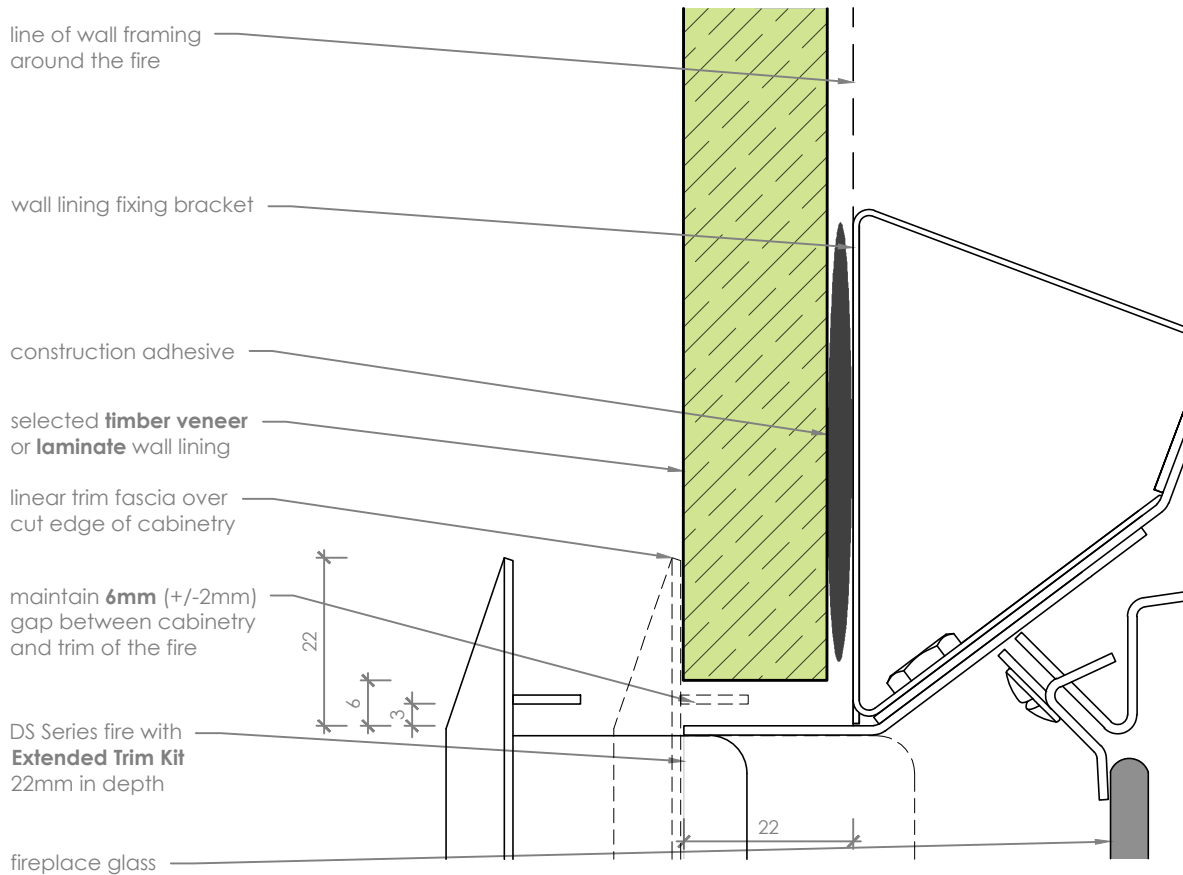 line of wall framing
around the fire
wall lining fixing bracket
construction adhesive
selected timber veneer
or laminate wall lining
linear trim fascia over
cut edge of cabinetry
maintain 6mm (+/-2mm)
gap between cabinetry
and trim of the fire
22
6
3
DS Series fire with
Extended Trim Kit
22mm in depth
22
fireplace glass